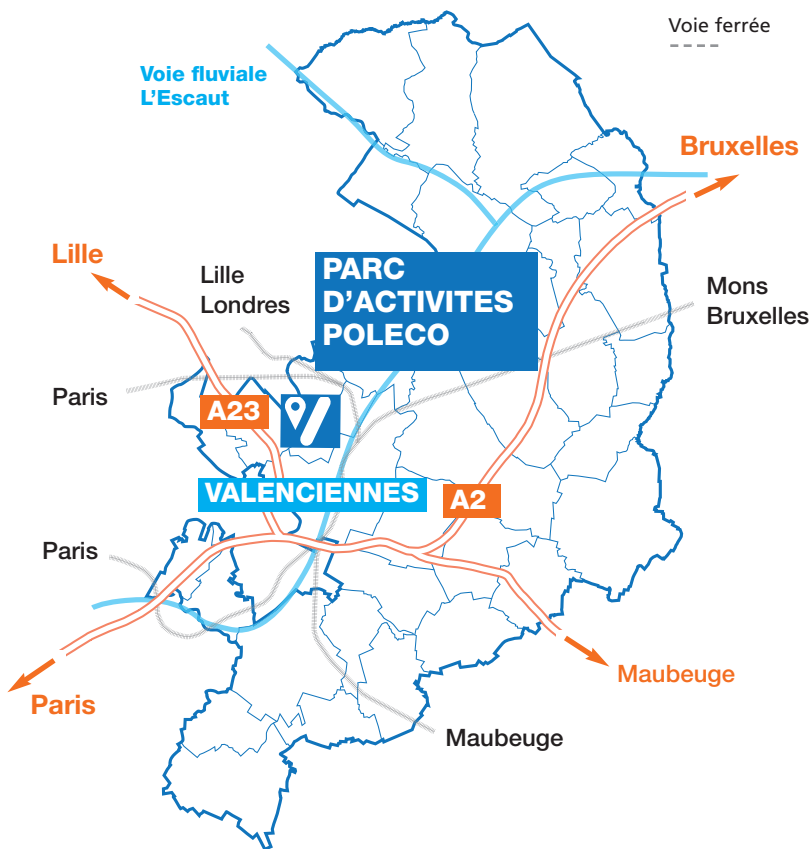 Voie ferrée
Voie fluviale
L'Escaut
Bruxelles
Lille
Lille
Londres
PARC
D'ACTIVITES
POLECO
Mons
Bruxelles
Paris
A23
VALENCIENNES
A2
Paris
Maubeuge
Paris
Maubeuge